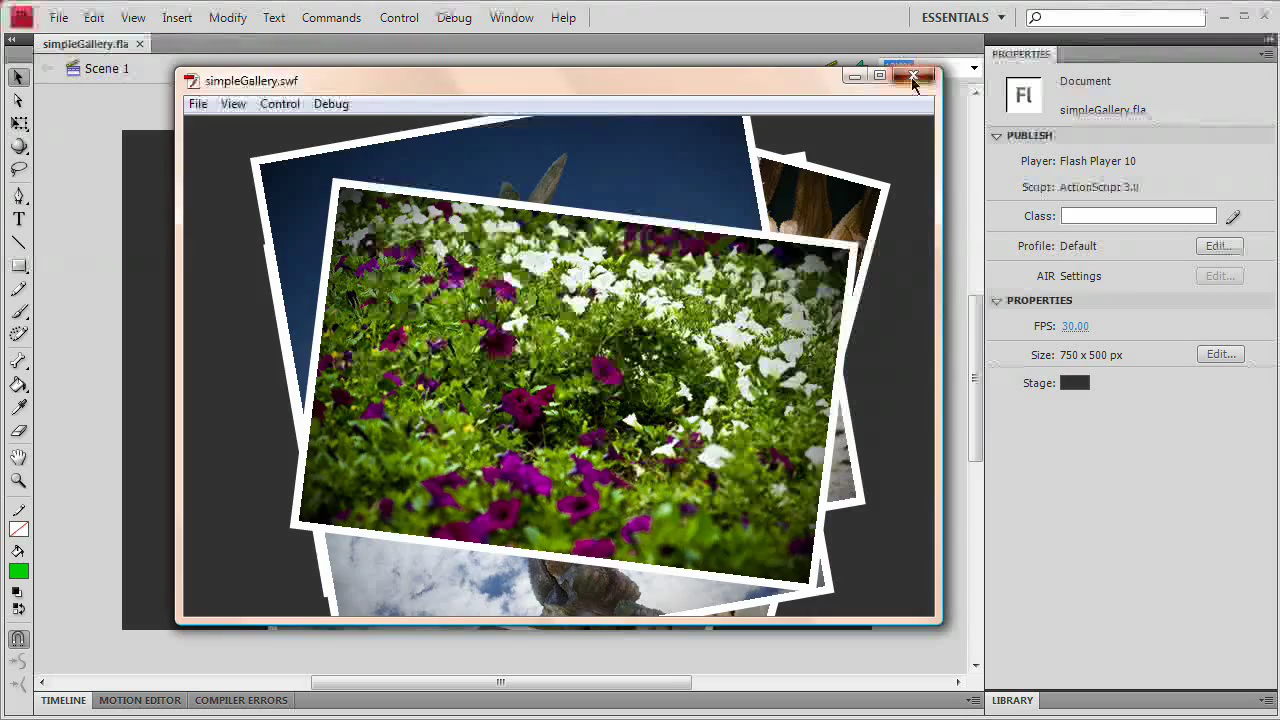 File Edit View Insert Modify Text Commands Control Debug Window Help
ESSENTIALS
simpleGallery.fla
Scene 1
simpleGallery.swf
File View Control Debug
PROPERTIES
Fl
Document
simpleGallery.fla
PUBLISH
Player: Flash Player 10
Script: ActionScript 3.0
Class:
Profile: Default Edit...
AIR Settings Edit...
PROPERTIES
FPS: 30.00
Size: 750 x 500 px Edit...
Stage:
T
TIMELINE MOTION EDITOR COMPILER ERRORS
LIBRARY